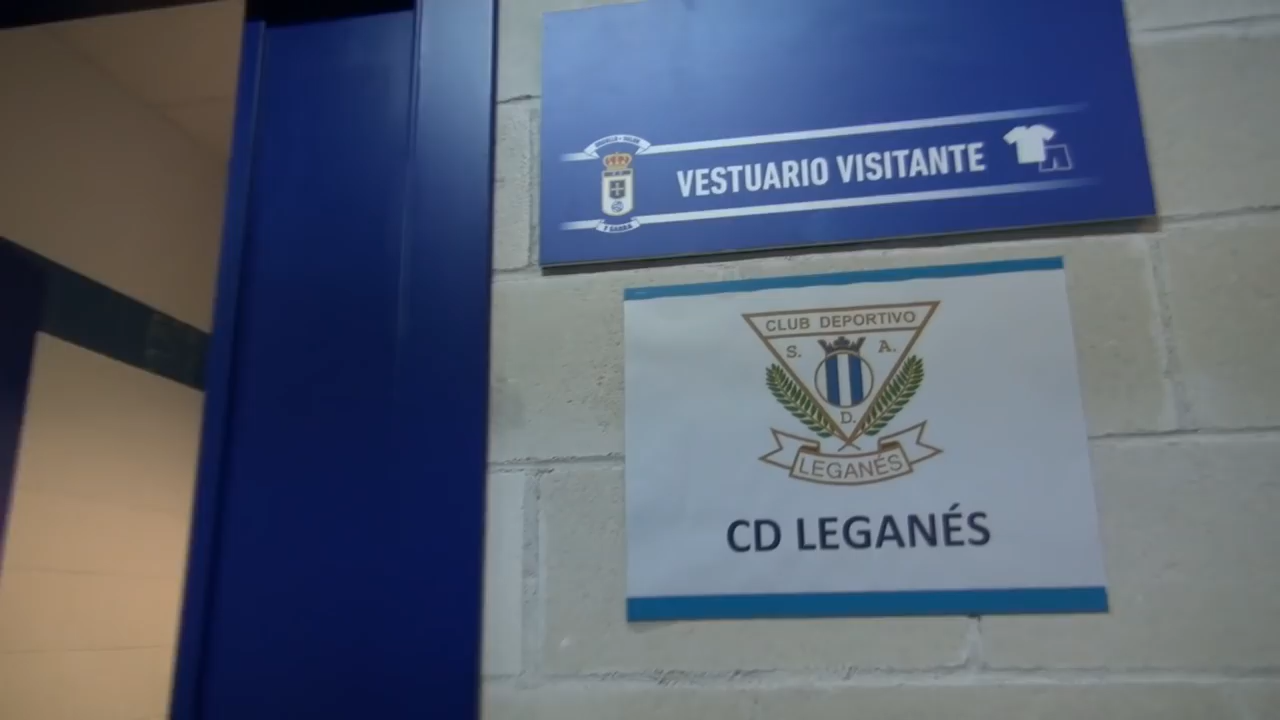 VESTUARIO VISITANTE
CLUB DEPORTIVO
S. A.
D.
LEGANÉS
CD LEGANÉS